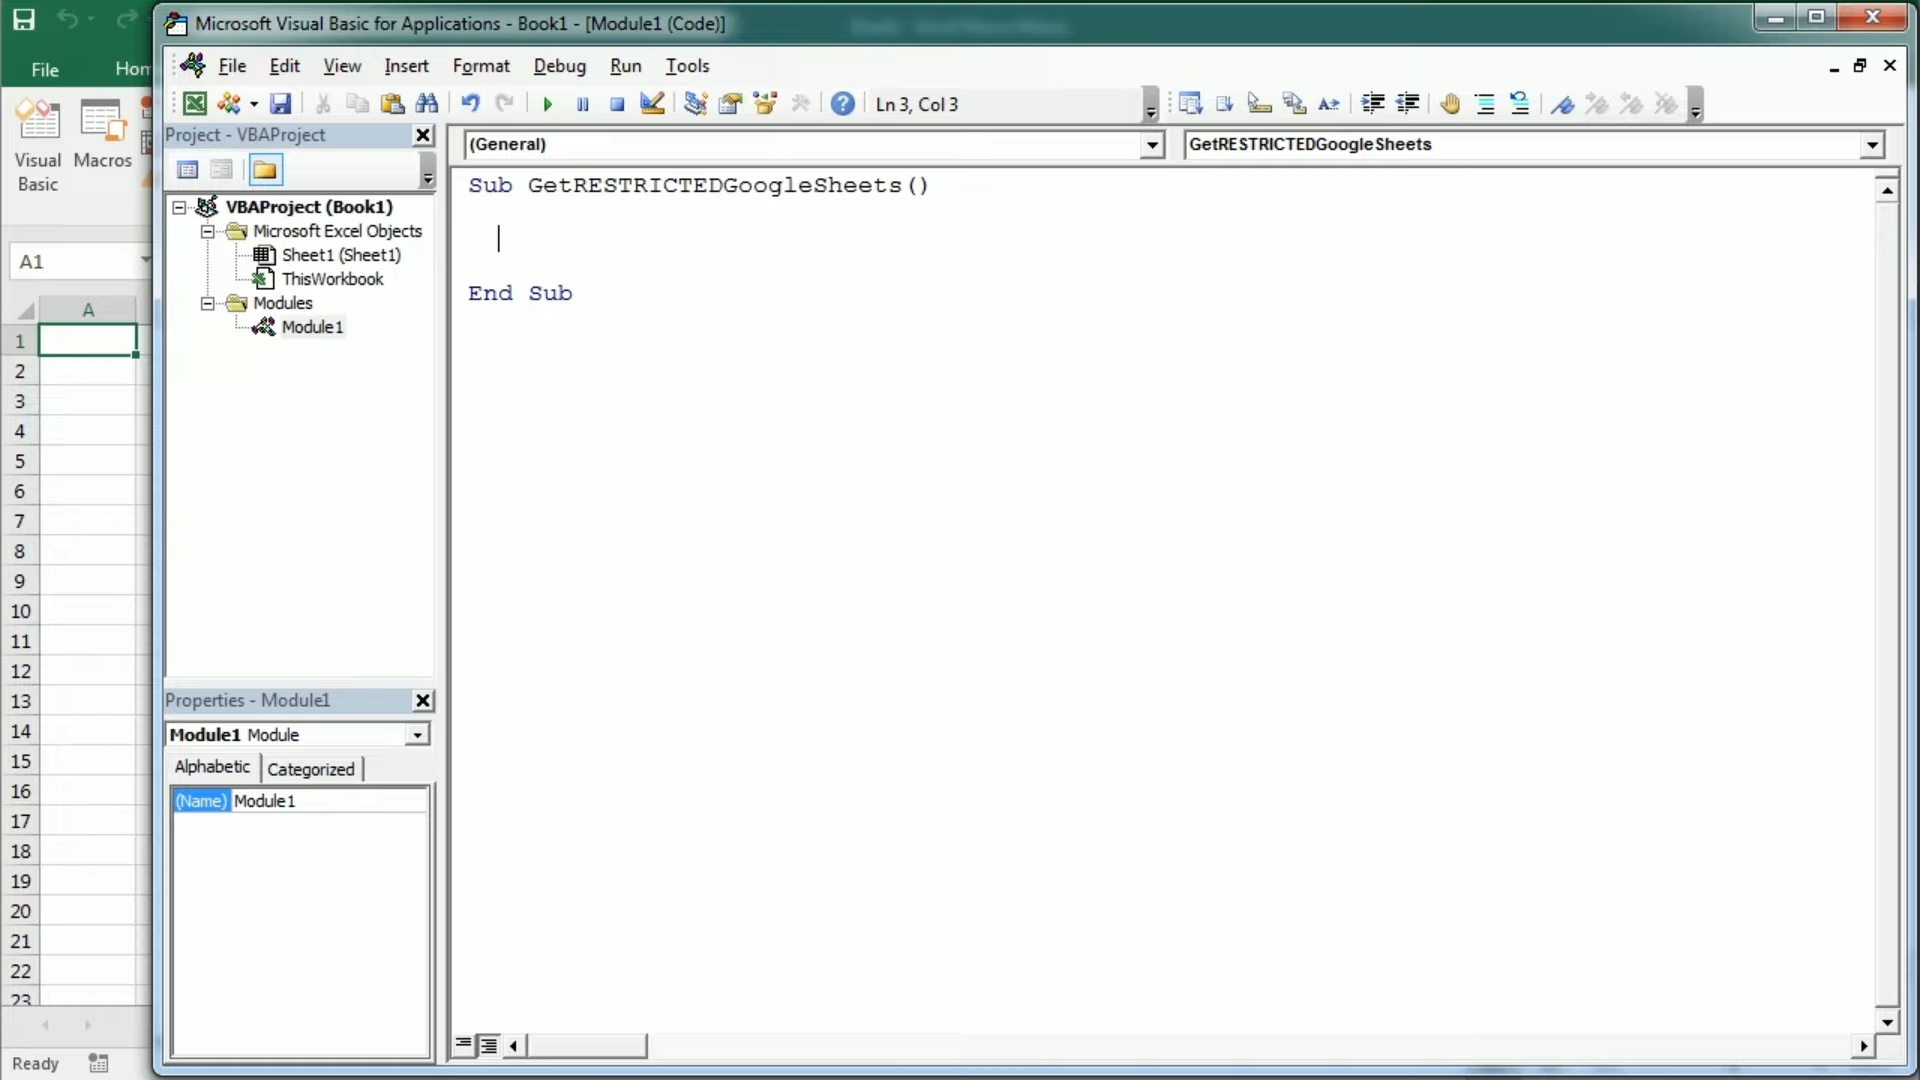 Microsoft Visual Basic for Applications - Book1 - [Module1 (Code)]
File
Hom
File Edit View Insert Format Debug Run Tools
Ln 3, Col 3
Visual
Basic
Macros
Project - VBAProject
(General)
GetRESTRICTEDGoogleSheets
VBAProject (Book1)
Microsoft Excel Objects
Sheet1 (Sheet1)
ThisWorkbook
Modules
Module1
Sub GetRESTRICTEDGoogleSheets()
End Sub
A1
A
1
2
3
4
5
6
7
8
9
10
11
12
13
14
15
16
17
18
19
20
21
22
23
Properties - Module1
Module1 Module
Alphabetic Categorized
(Name) Module1
Ready